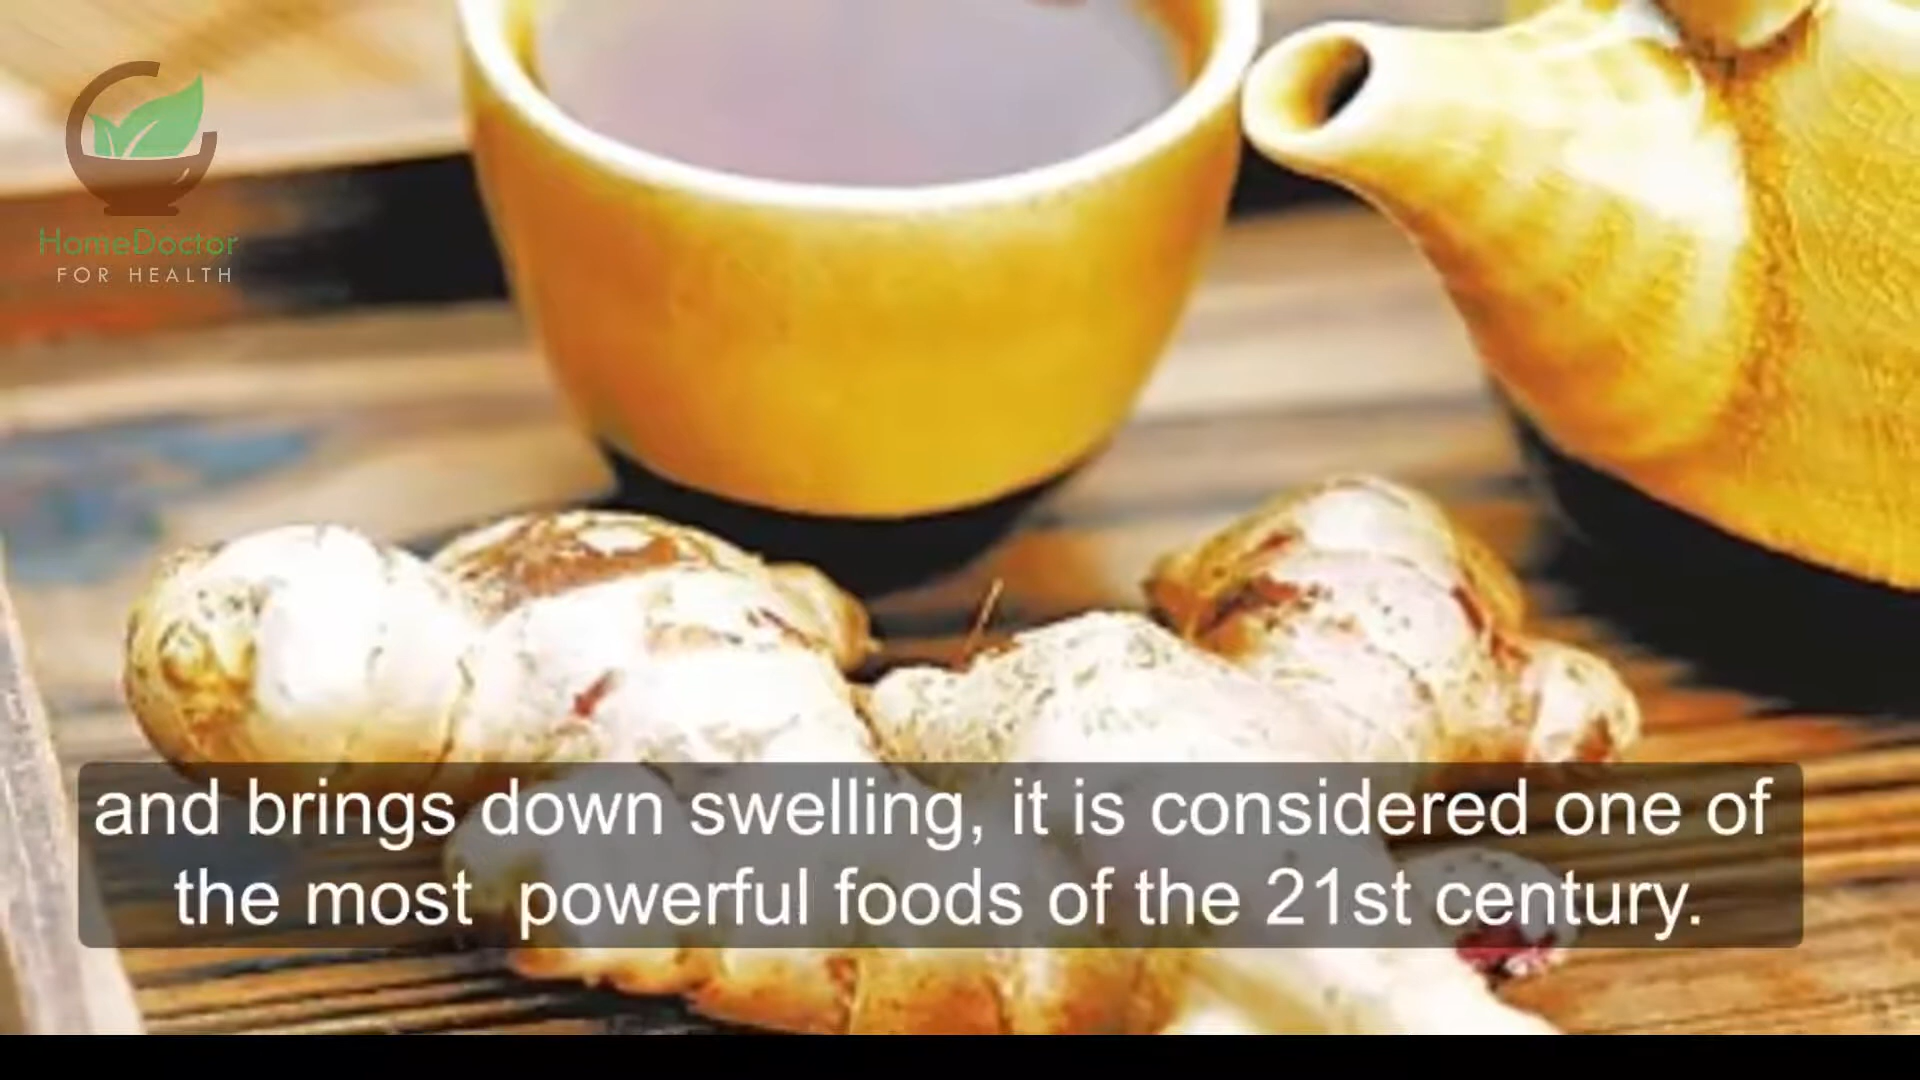 HomeDoctor
FOR HEALTH
and brings down swelling, it is considered one of
the most powerful foods of the 21st century.